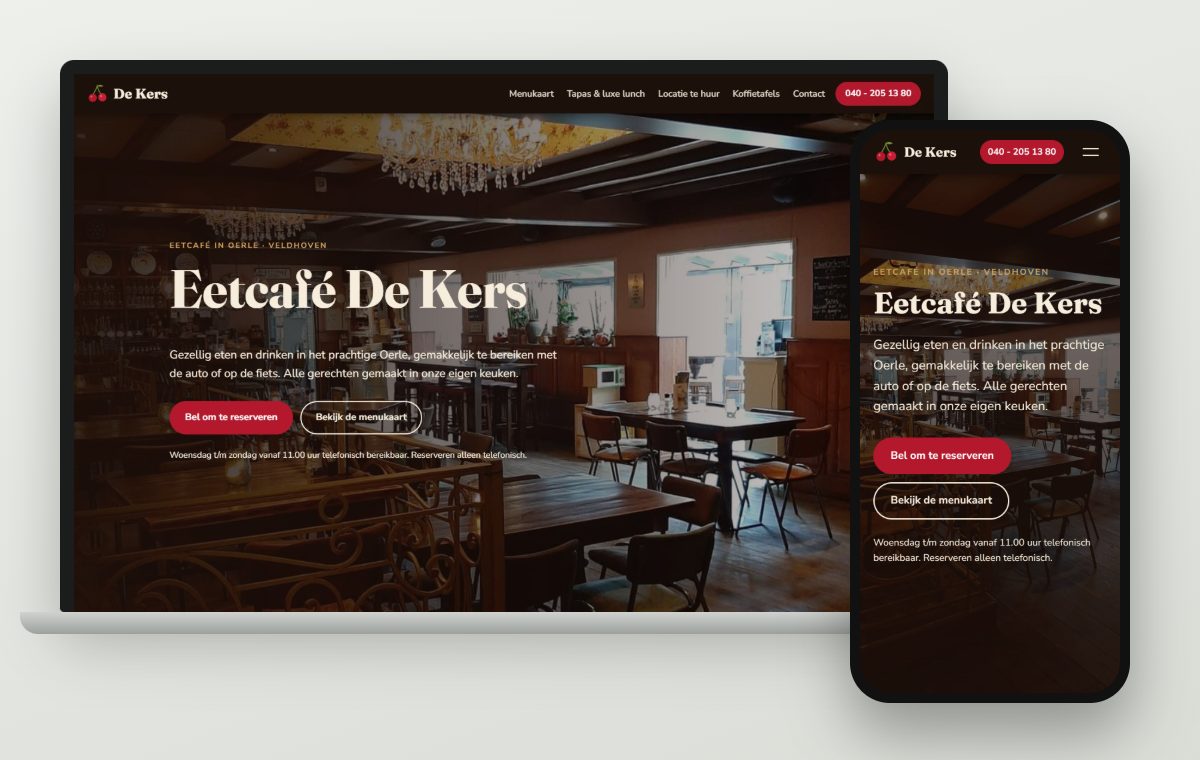 De Kers
Menukaart Tapas & luxe lunch Locatie te huur Koffietafels Contact 040 - 205 13 80
EETCAFÉ IN OERLE · VELDHOVEN
Eetcafé De Kers
Gezellig eten en drinken in het prachtige Oerle, gemakkelijk te bereiken met
de auto of op de fiets. Alle gerechten gemaakt in onze eigen keuken.
Bel om te reserveren Bekijk de menukaart
Woensdag t/m zondag vanaf 11.00 uur telefonisch bereikbaar. Reserveren alleen telefonisch.
De Kers 040 - 205 13 80
EETCAFÉ IN OERLE · VELDHOVEN
Eetcafé De Kers
Gezellig eten en drinken in het prachtige
Oerle, gemakkelijk te bereiken met de
auto of op de fiets. Alle gerechten
gemaakt in onze eigen keuken.
Bel om te reserveren
Bekijk de menukaart
Woensdag t/m zondag vanaf 11.00 uur telefonisch
bereikbaar. Reserveren alleen telefonisch.